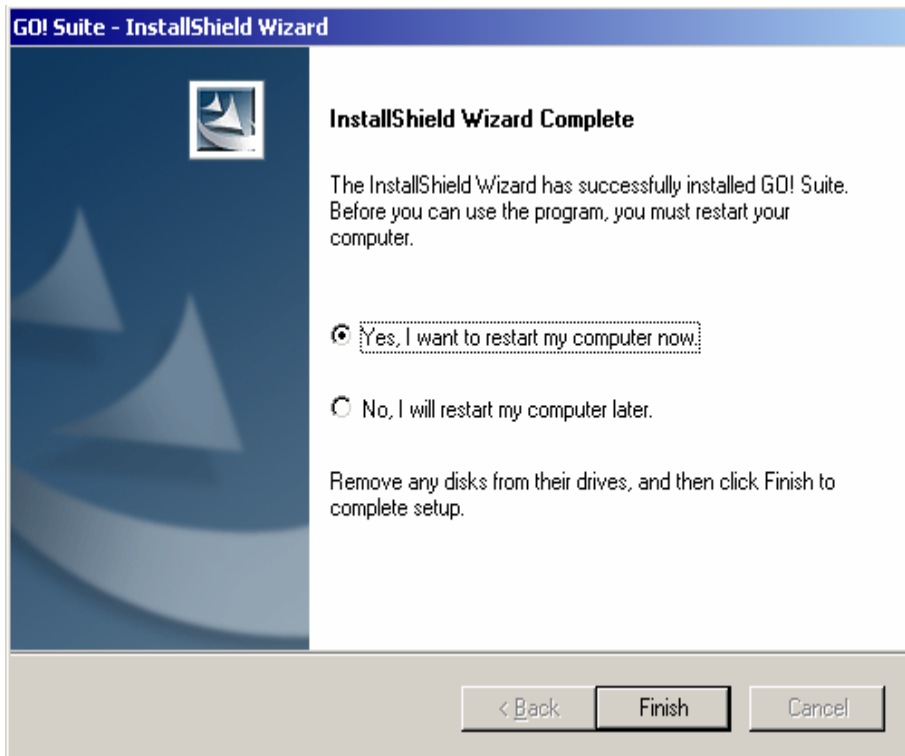 GO! Suite - InstallShield Wizard
InstallShield Wizard Complete
The InstallShield Wizard has successfully installed GO! Suite.
Before you can use the program, you must restart your
computer.
Yes, I want to restart my computer now.
No, I will restart my computer later.
Remove any disks from their drives, and then click Finish to
complete setup.
< Back
Finish
Cancel